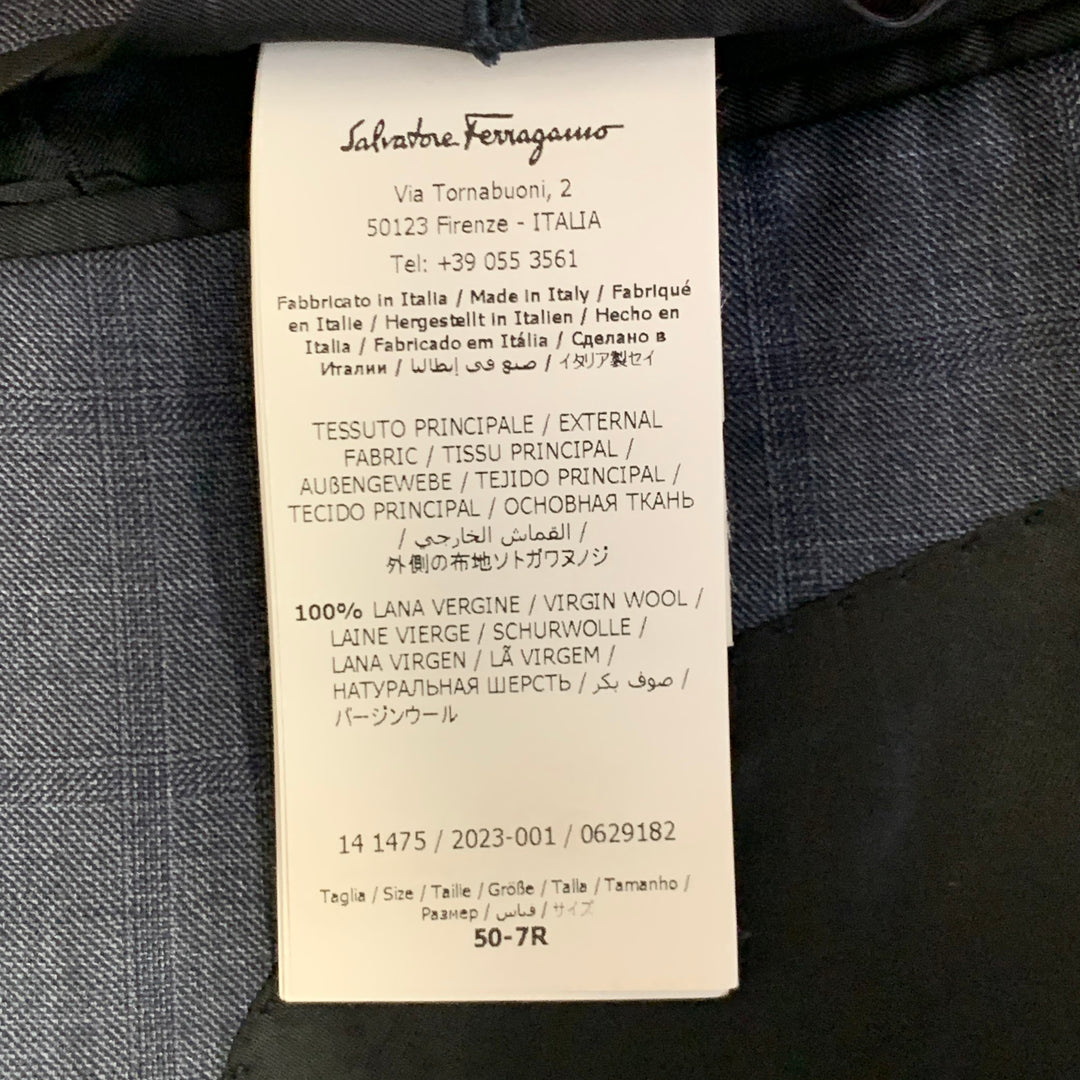 Salvatore Ferragamo
Via Tornabuoni, 2
50123 Firenze - ITALIA
Tel: +39 055 3561
Fabbricato in Italia / Made in Italy / Fabriqué
en Italie / Hergestellt in Italien / Hecho en
Italia / Fabricado em Itália / Сделано в
Италии / صنع في إيطاليا / イタリア製セイ
TESSUTO PRINCIPALE / EXTERNAL
FABRIC / TISSU PRINCIPAL /
AUßENGEWEBE / TEJIDO PRINCIPAL /
TECIDO PRINCIPAL / ОСНОВНАЯ ТКАНЬ
/ القماش الخارجي /
外側の布地ソトガワヌノジ
100% LANA VERGINE / VIRGIN WOOL /
LAINE VIERGE / SCHURWOLLE /
LANA VIRGEN / LÃ VIRGEM /
НАТУРАЛЬНАЯ ШЕРСТЬ / صوف بكر /
バージンウール
14 1475 / 2023-001 / 0629182
Taglia / Size / Taille / Größe / Talla / Tamanho /
Размер / قياس / サイズ
50-7R